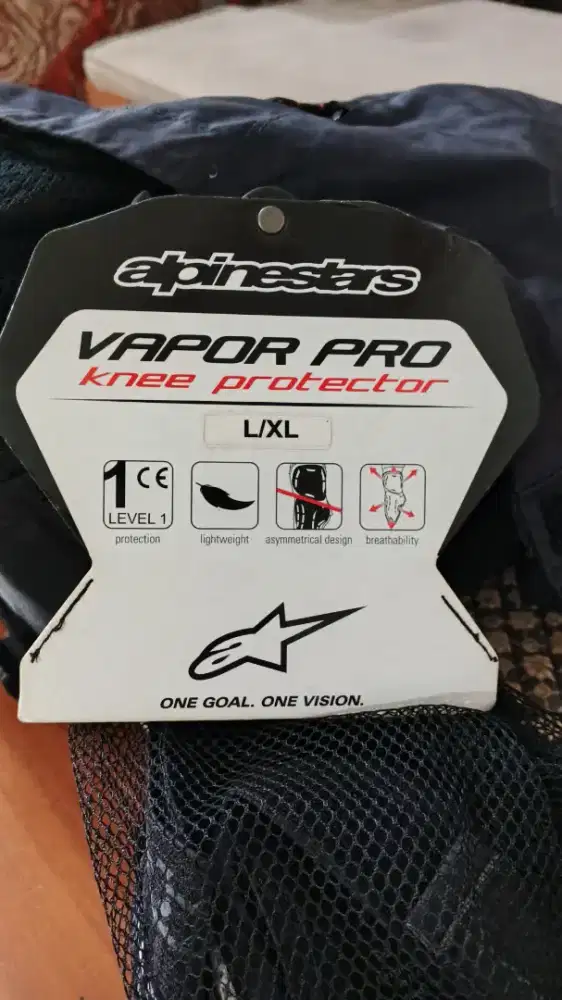 alpinestars
VAPOR PRO
knee protector
L/XL
1 CE
LEVEL 1
protection
lightweight
asymmetrical design
breathability
ONE GOAL. ONE VISION.